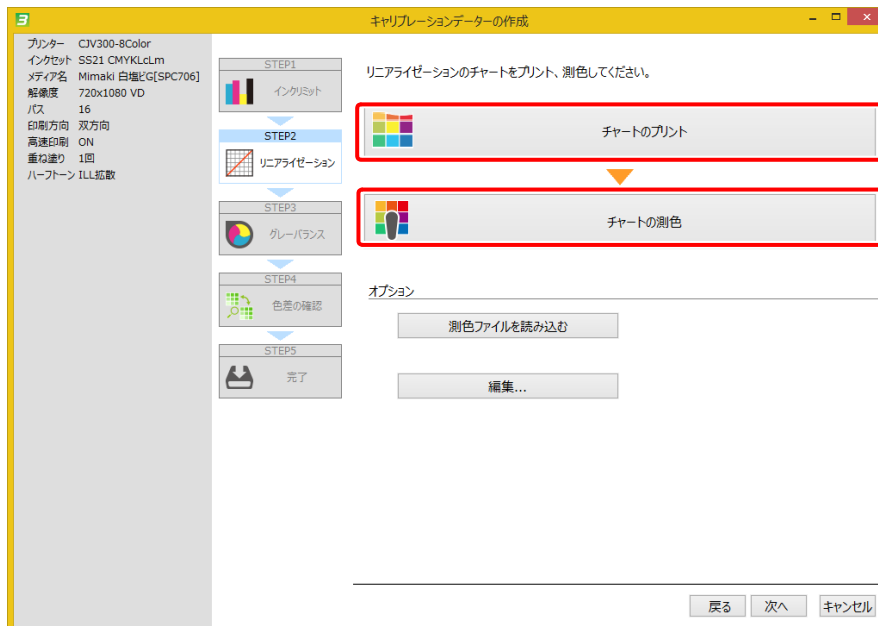 キャリブレーションデーターの作成
プリンター CJV300-8Color
インクセット SS21 CMYKLcLm
メディア名 Mimaki 白塩ビG[SPC706]
解像度 720x1080 VD
パス 16
印刷方向 双方向
高速印刷 ON
重ね塗り 1回
ハーフトーン ILL拡散
STEP1
インクリミット
STEP2
リニアライゼーション
STEP3
グレーバランス
STEP4
色差の確認
STEP5
完了
リニアライゼーションのチャートをプリント、測色してください。
チャートのプリント
チャートの測色
オプション
測色ファイルを読み込む
編集...
戻る 次へ キャンセル